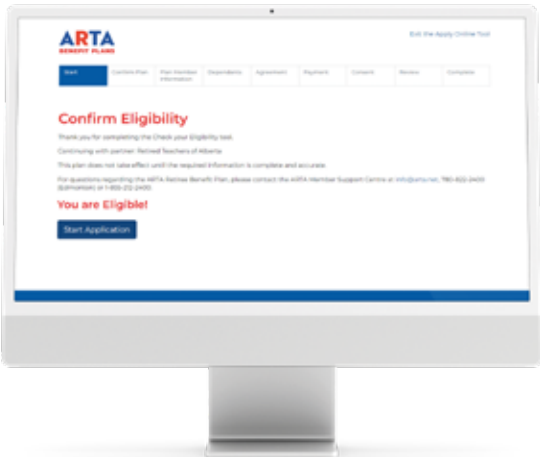 ARTA
BENEFIT PLANS
Exit the Apply Online Tool
Start
Confirm Plan
Plan Member
Information
Dependants
Agreement
Payment
Consent
Review
Complete
Confirm Eligibility
Thank you for completing the Check your Eligibility tool.
Continuing with partner: Retired Teachers of Alberta
This plan does not take effect until the required information is complete and accurate.
For questions regarding the ARTA Retiree Benefit Plan, please contact the ARTA Member Support Centre at info@arta.net, 780-822-2400
(Edmonton) or 1-855-212-2400.
You are Eligible!
Start Application